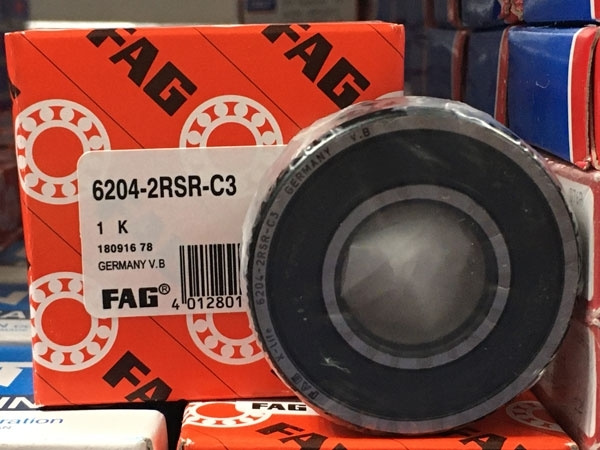 FAG
FAG
FAG
6204-2RSR-C3
1 K
180916 78
GERMANY V.B
FAG®
4 012801
6204-2RSR-C3 GERMANY V.B
FAG
FAG
FAG